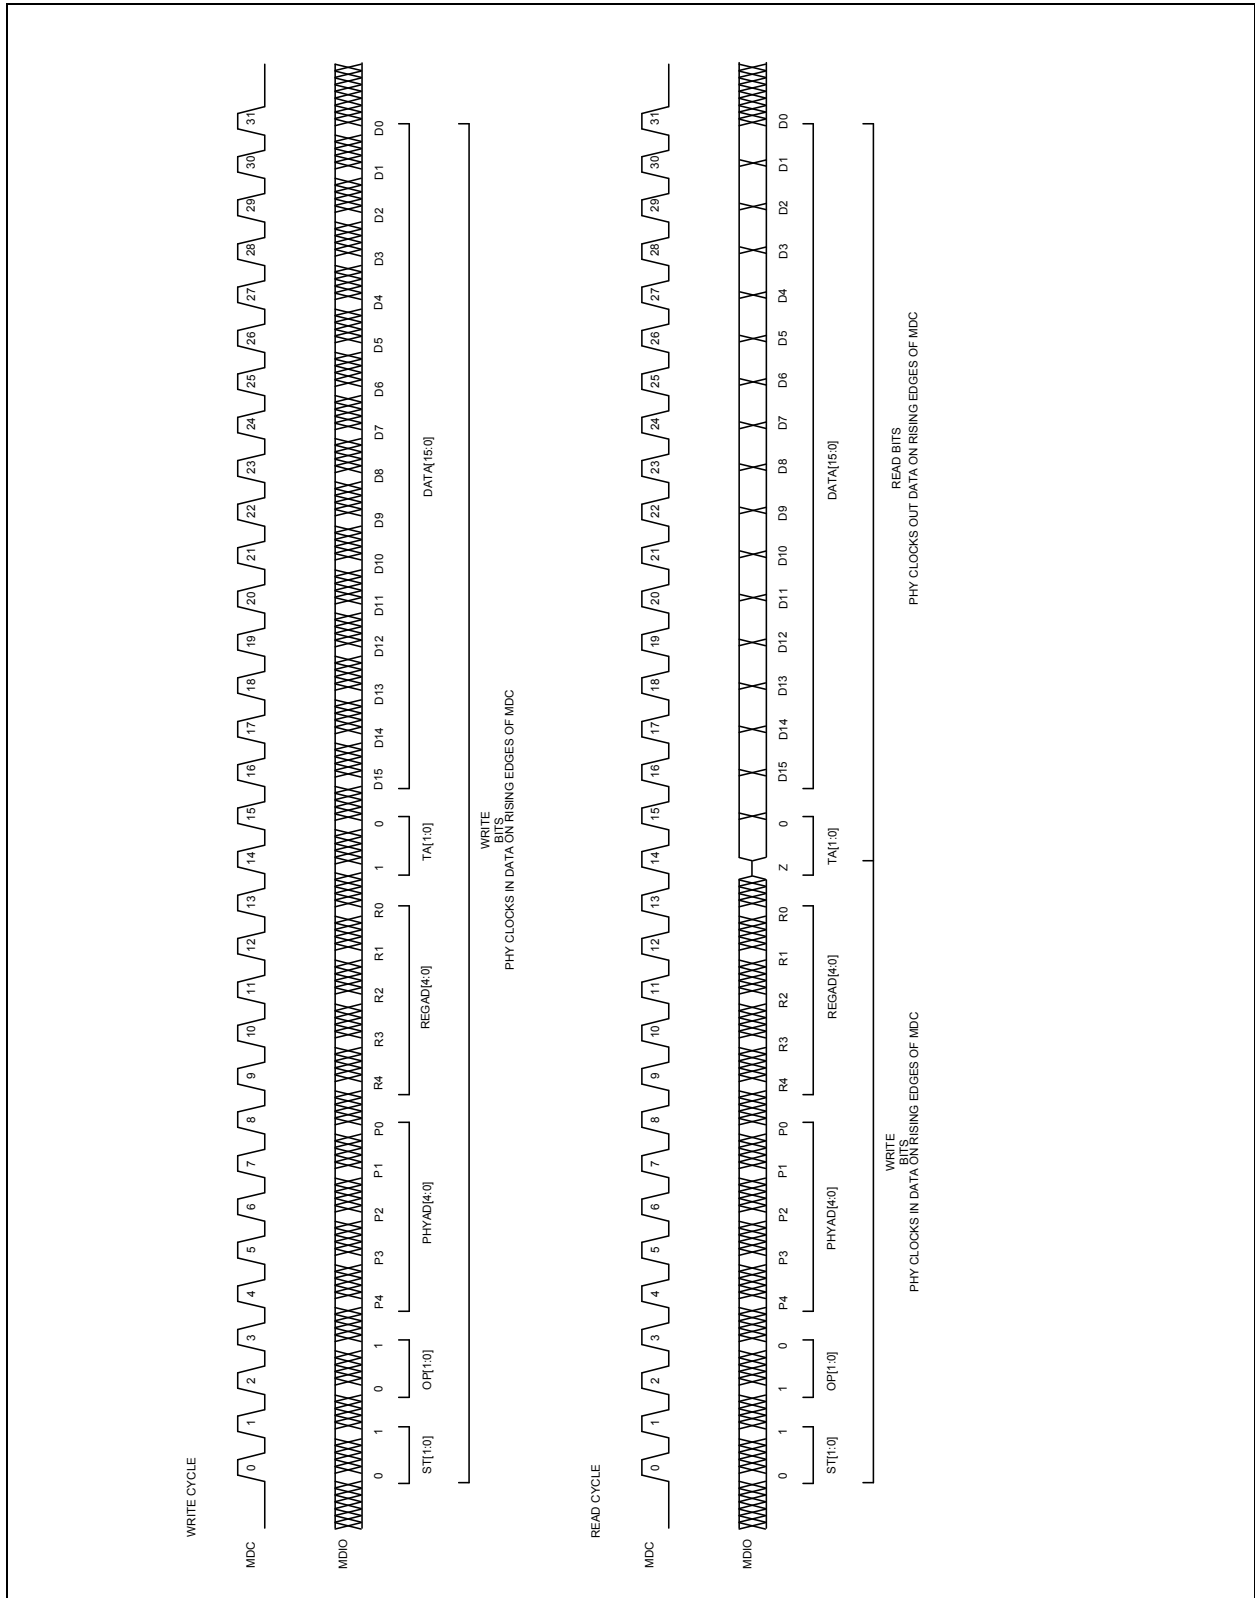 WRITE CYCLE
MDC
0 1 2 3 4 5 6 7 8 9 10 11 12 13 14 15 16 17 18 19 20 21 22 23 24 25 26 27 28 29 30 31
MDIO
0 1 0 1 P4 P3 P2 P1 P0 R4 R3 R2 R1 R0 1 0 D15 D14 D13 D12 D11 D10 D9 D8 D7 D6 D5 D4 D3 D2 D1 D0
ST[1:0] OP[1:0] PHYAD[4:0] REGAD[4:0] TA[1:0] DATA[15:0]
WRITE
BITS
PHY CLOCKS IN DATA ON RISING EDGES OF MDC
READ CYCLE
MDC
0 1 2 3 4 5 6 7 8 9 10 11 12 13 14 15 16 17 18 19 20 21 22 23 24 25 26 27 28 29 30 31
MDIO
0 1 1 0 P4 P3 P2 P1 P0 R4 R3 R2 R1 R0 Z 0 D15 D14 D13 D12 D11 D10 D9 D8 D7 D6 D5 D4 D3 D2 D1 D0
ST[1:0] OP[1:0] PHYAD[4:0] REGAD[4:0] TA[1:0] DATA[15:0]
WRITE
BITS
PHY CLOCKS IN DATA ON RISING EDGES OF MDC
READ BITS
PHY CLOCKS OUT DATA ON RISING EDGES OF MDC